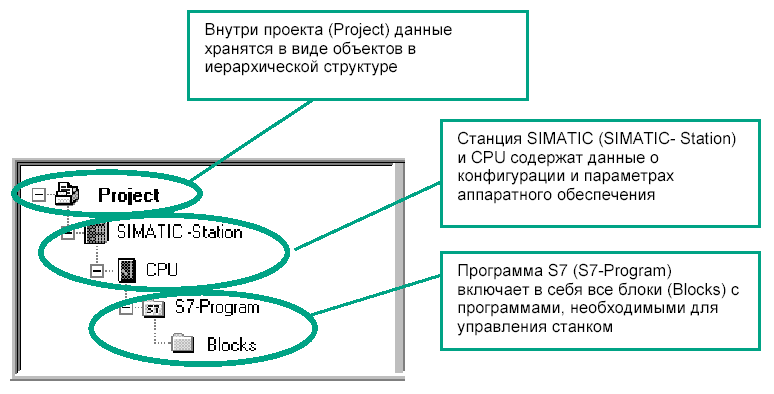 Внутри проекта (Project) данные
хранятся в виде объектов в
иерархической структуре
Станция SIMATIC (SIMATIC- Station)
и CPU содержат данные о
конфигурации и параметрах
аппаратного обеспечения
Программа S7 (S7-Program)
включает в себя все блоки (Blocks) с
программами, необходимыми для
управления станком
Project
SIMATIC -Station
CPU
S7 S7-Program
Blocks